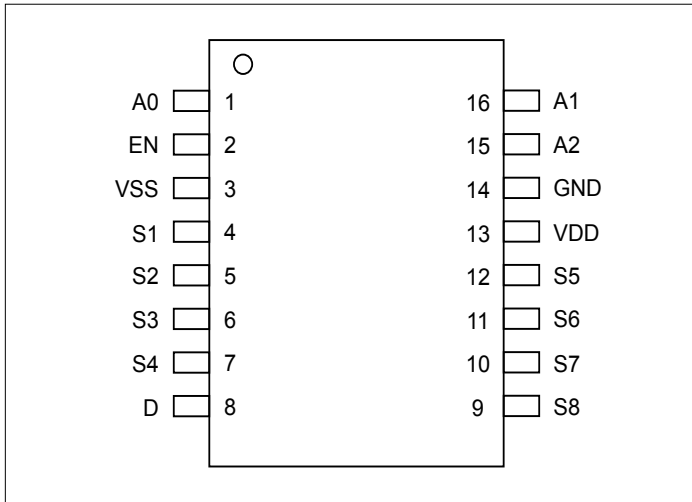 A0 1 16 A1
EN 2 15 A2
VSS 3 14 GND
S1 4 13 VDD
S2 5 12 S5
S3 6 11 S6
S4 7 10 S7
D 8 9 S8